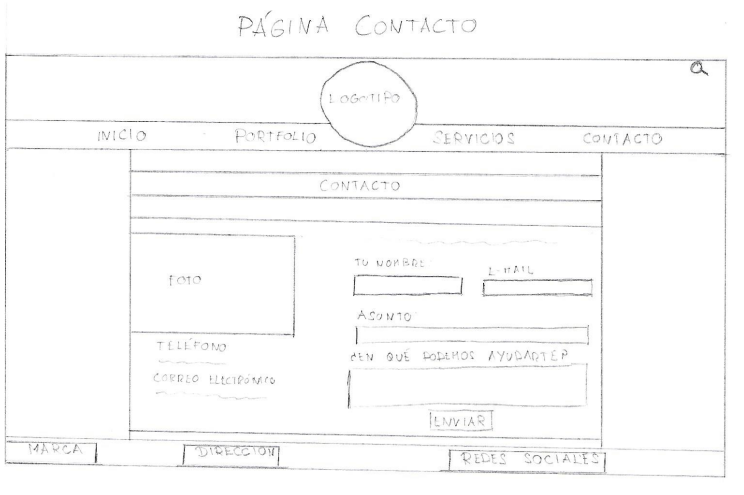 PÁGINA CONTACTO
LOGOTIPO
INICIO PORTFOLIO SERVICIOS CONTACTO
CONTACTO
FOTO
TELÉFONO
CORREO ELECTRÓNICO
TU NOMBRE
E-MAIL
ASUNTO
¿EN QUÉ PODEMOS AYUDARTE?
ENVIAR
MARCA
DIRECCION
REDES SOCIALES